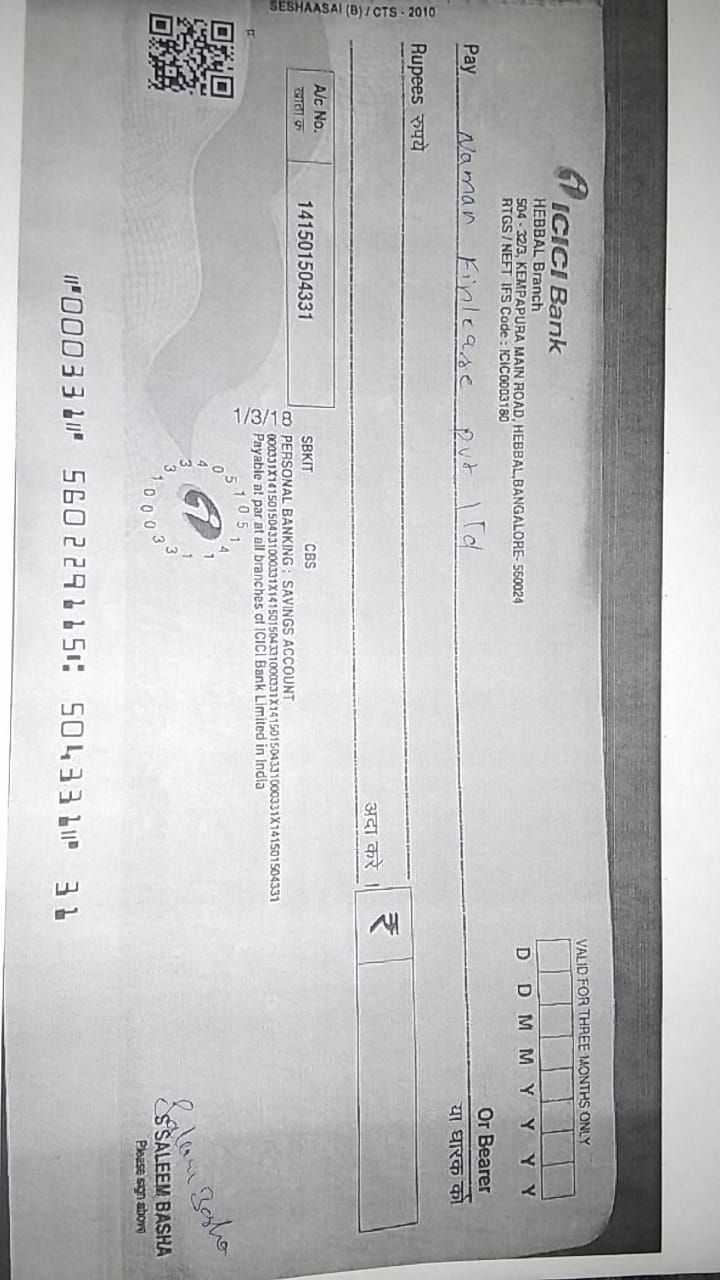 ICICI Bank
HEBBAL Branch
504 - 32/3, KEMPAPURA MAIN ROAD, HEBBAL,BANGALORE- 560024
RTGS / NEFT IFS Code : ICIC0003180
VALID FOR THREE MONTHS ONLY
D D M M Y Y Y Y
Pay Naman Finlease pvt ltd Or Bearer
या धारक को
Rupees रुपये
अदा करें ।
₹
A/c No.
खाता क्र
141501504331
SBKIT CBS
PERSONAL BANKING : SAVINGS ACCOUNT
000331X141501504331000331X141501504331000331X141501504331000331X141501504331
Payable at par at all branches of ICICI Bank Limited in India
1/3/18
SESHAASAI (B) / CTS - 2010
Saleem Basha
S SALEEM BASHA
Please sign above
⑈000331⑈ 560229115⑆ 504331⑈ 31